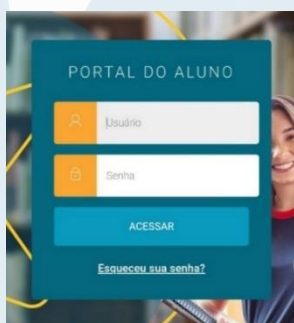 PORTAL DO ALUNO
Usuário
Senha
ACESSAR
Esqueceu sua senha?